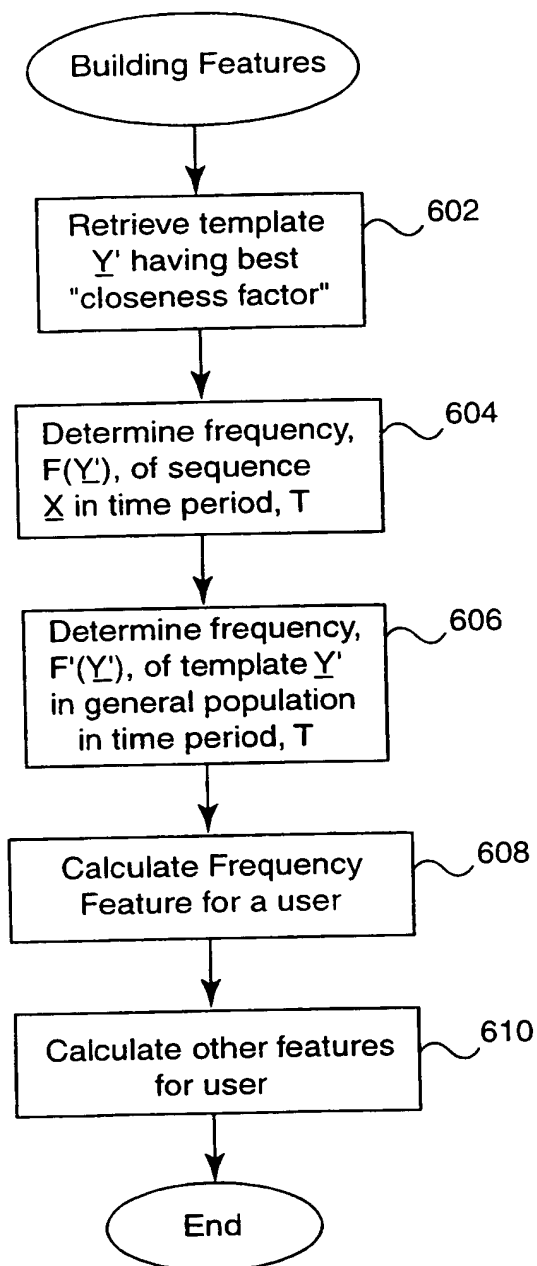 Building Features
Retrieve template
Y' having best
"closeness factor"
602
Determine frequency,
F(Y'), of sequence
X in time period, T
604
Determine frequency,
F'(Y'), of template Y'
in general population
in time period, T
606
Calculate Frequency
Feature for a user
608
Calculate other features
for user
610
End